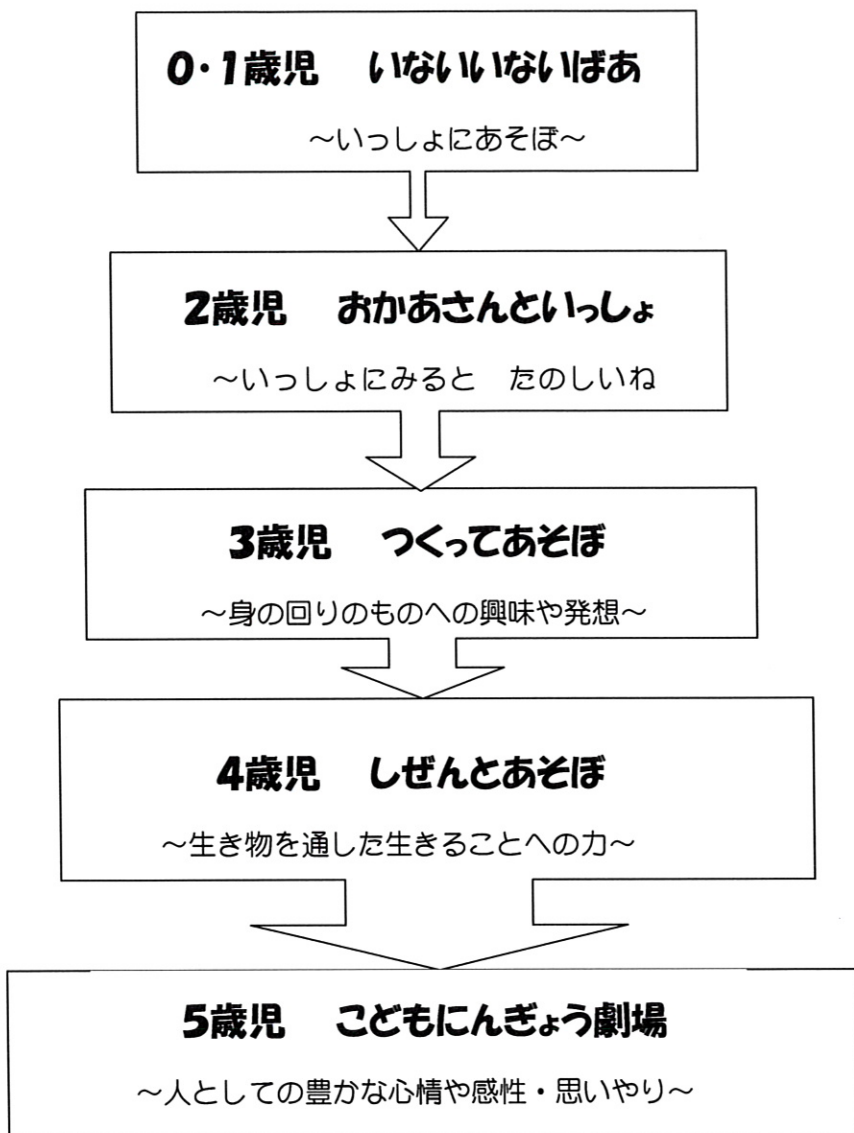 0・1歳児　いないいないばあ
～いっしょにあそぼ～
2歳児　おかあさんといっしょ
～いっしょにみると　たのしいね
3歳児　つくってあそぼ
～身の回りのものへの興味や発想～
4歳児　しぜんとあそぼ
～生き物を通した生きることへの力～
5歳児　こどもにんぎょう劇場
～人としての豊かな心情や感性・思いやり～